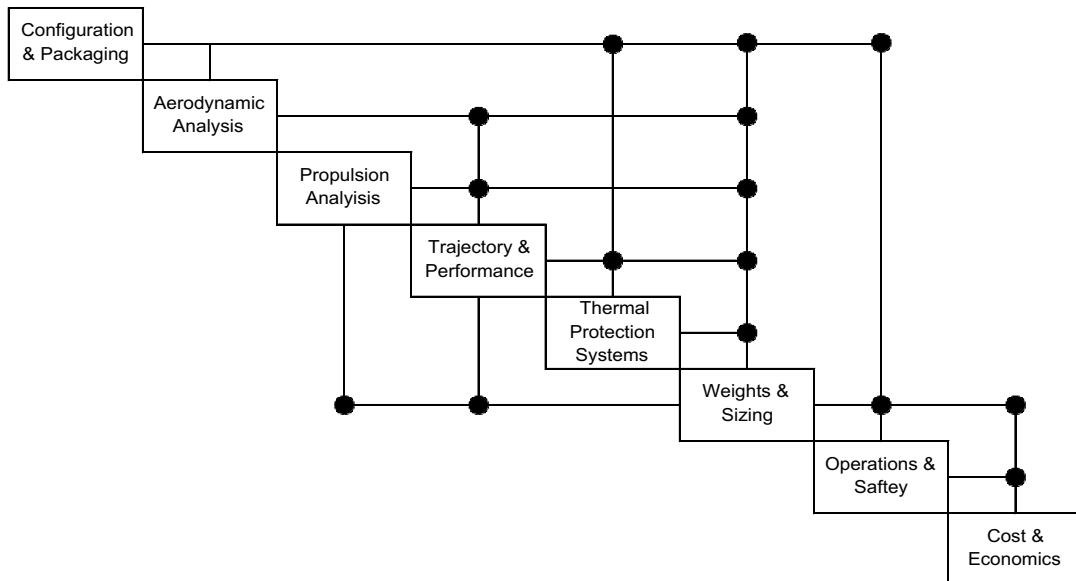 Configuration
& Packaging
Aerodynamic
Analysis
Propulsion
Analyisis
Trajectory &
Performance
Thermal
Protection
Systems
Weights &
Sizing
Operations &
Saftey
Cost &
Economics